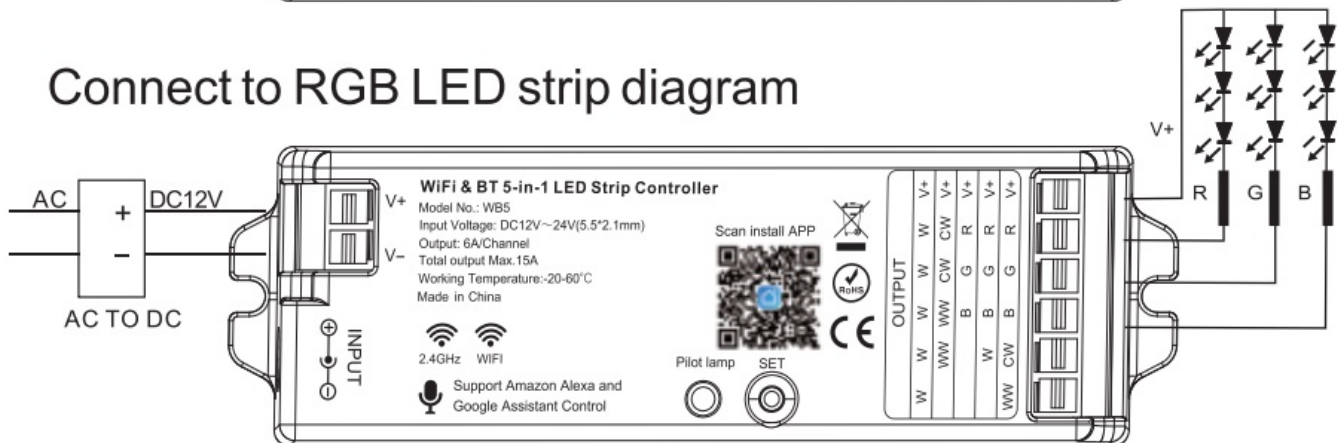 Connect to RGB LED strip diagram
AC
+
−
DC12V
AC TO DC
V+
V−
INPUT
WiFi & BT 5-in-1 LED Strip Controller
Model No.: WB5
Input Voltage: DC12V～24V(5.5*2.1mm)
Output: 6A/Channel
Total output Max.15A
Working Temperature:-20-60°C
Made in China
2.4GHz
WIFI
Support Amazon Alexa and
Google Assistant Control
Scan install APP
Pilot lamp
SET
RoHS
CE
OUTPUT
W W W W W V+
WW WW CW CW V+
B G R V+
W B G R V+
WW CW B G R V+
V+
R
G
B